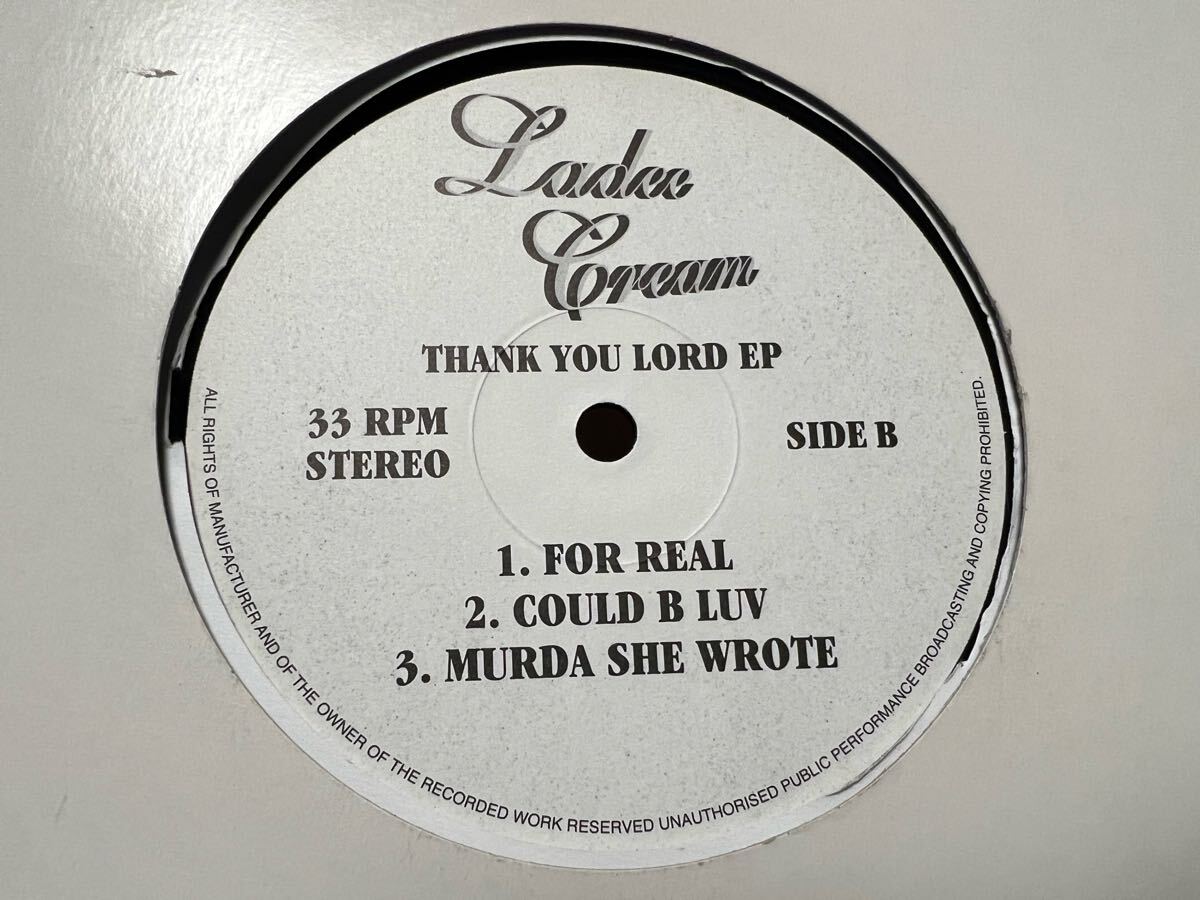 Ladee
Cream
THANK YOU LORD EP
33 RPM
STEREO
SIDE B
1. FOR REAL
2. COULD B LUV
3. MURDA SHE WROTE
ALL RIGHTS OF MANUFACTURER AND OF THE OWNER OF THE RECORDED WORK RESERVED UNAUTHORISED PUBLIC PERFORMANCE BROADCASTING AND COPYING PROHIBITED.